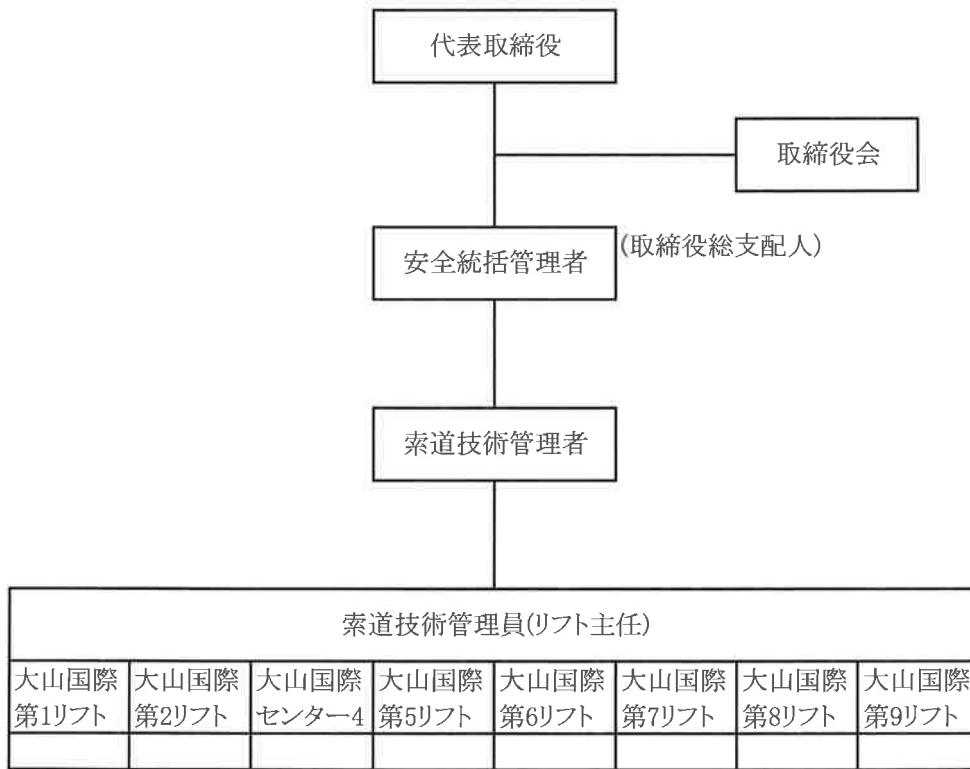 代表取締役
取締役会
安全統括管理者
(取締役総支配人)
索道技術管理者
索道技術管理員(リフト主任)
大山国際 大山国際 大山国際 大山国際 大山国際 大山国際 大山国際 大山国際
第1リフト 第2リフト センター4 第5リフト 第6リフト 第7リフト 第8リフト 第9リフト